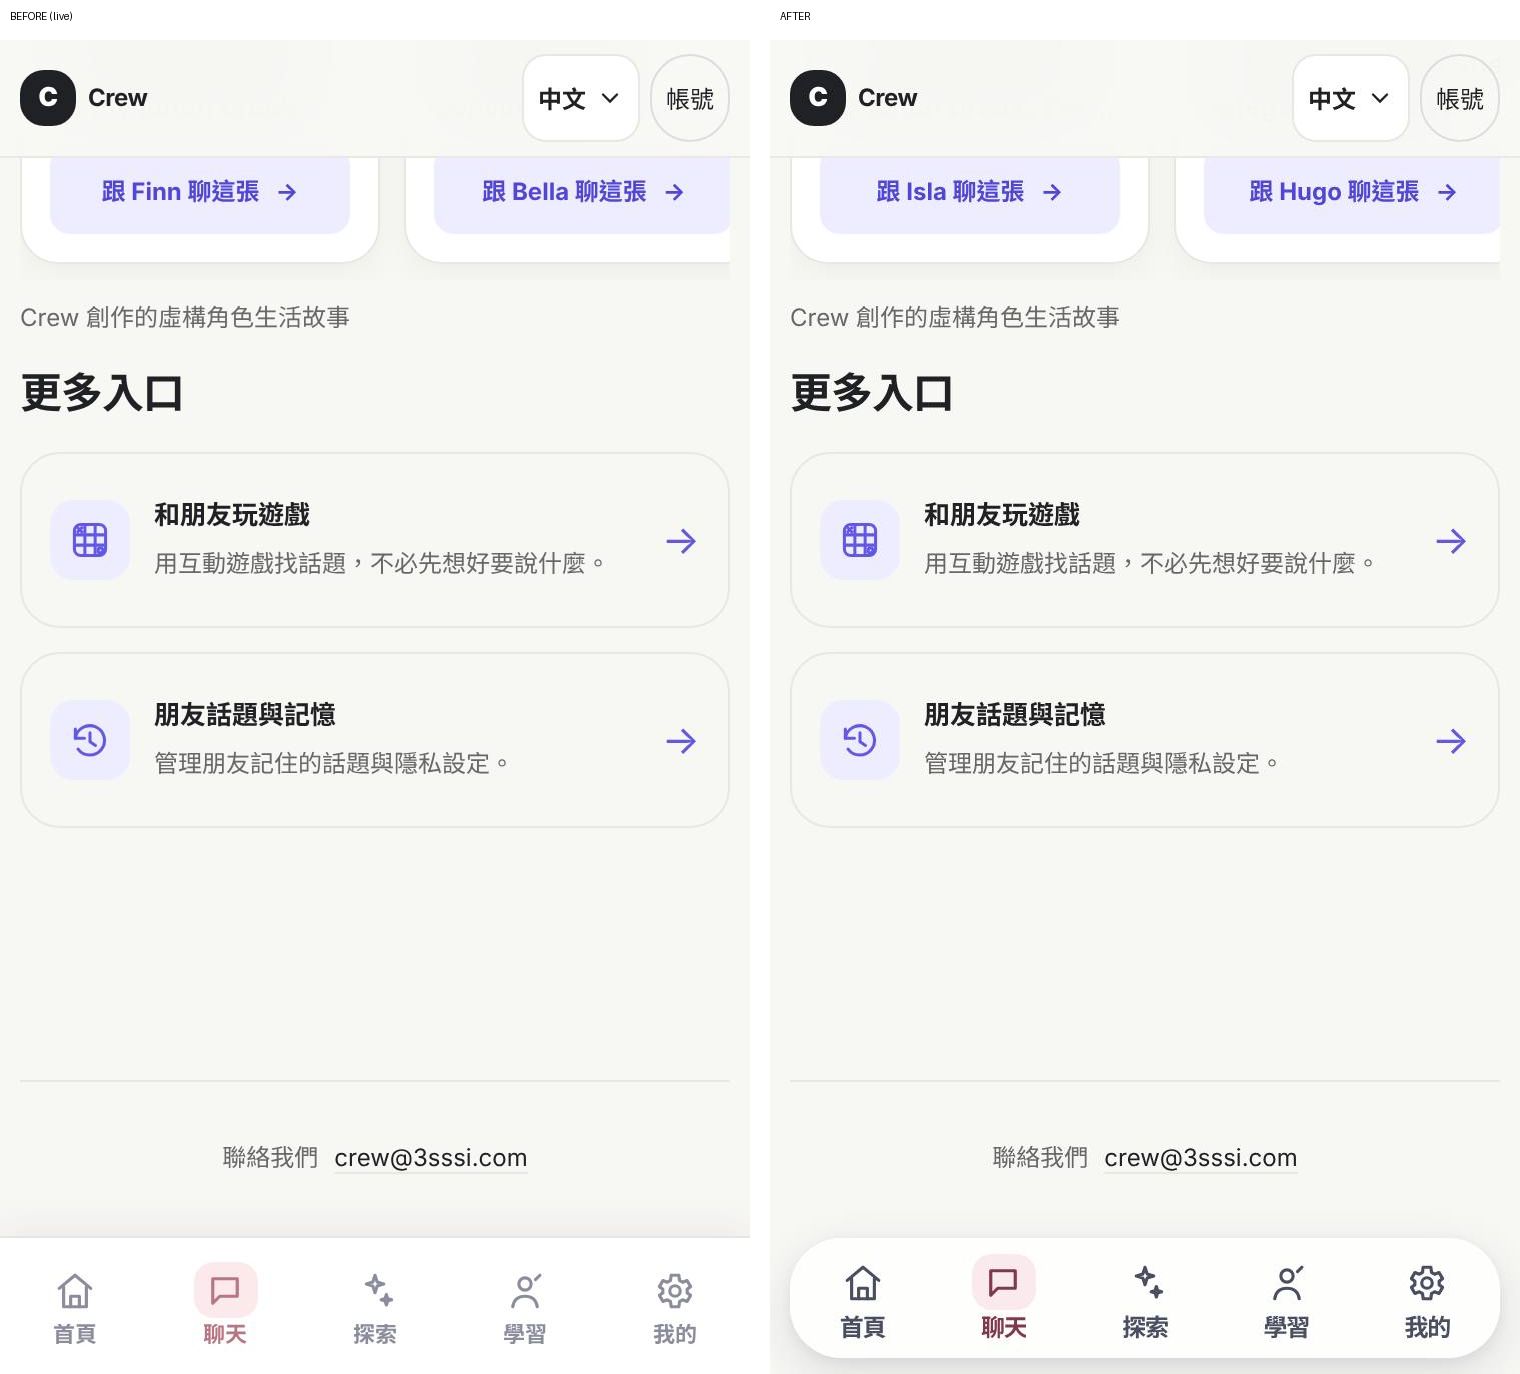 BEFORE (live)
C Crew 中文 帳號
跟 Finn 聊這張 → 跟 Bella 聊這張 →
Crew 創作的虛構角色生活故事
更多入口
和朋友玩遊戲
用互動遊戲找話題，不必先想好要說什麼。
朋友話題與記憶
管理朋友記住的話題與隱私設定。
聯絡我們 crew@3sssi.com
首頁 聊天 探索 學習 我的
AFTER
C Crew 中文 帳號
跟 Isla 聊這張 → 跟 Hugo 聊這張 →
Crew 創作的虛構角色生活故事
更多入口
和朋友玩遊戲
用互動遊戲找話題，不必先想好要說什麼。
朋友話題與記憶
管理朋友記住的話題與隱私設定。
聯絡我們 crew@3sssi.com
首頁 聊天 探索 學習 我的